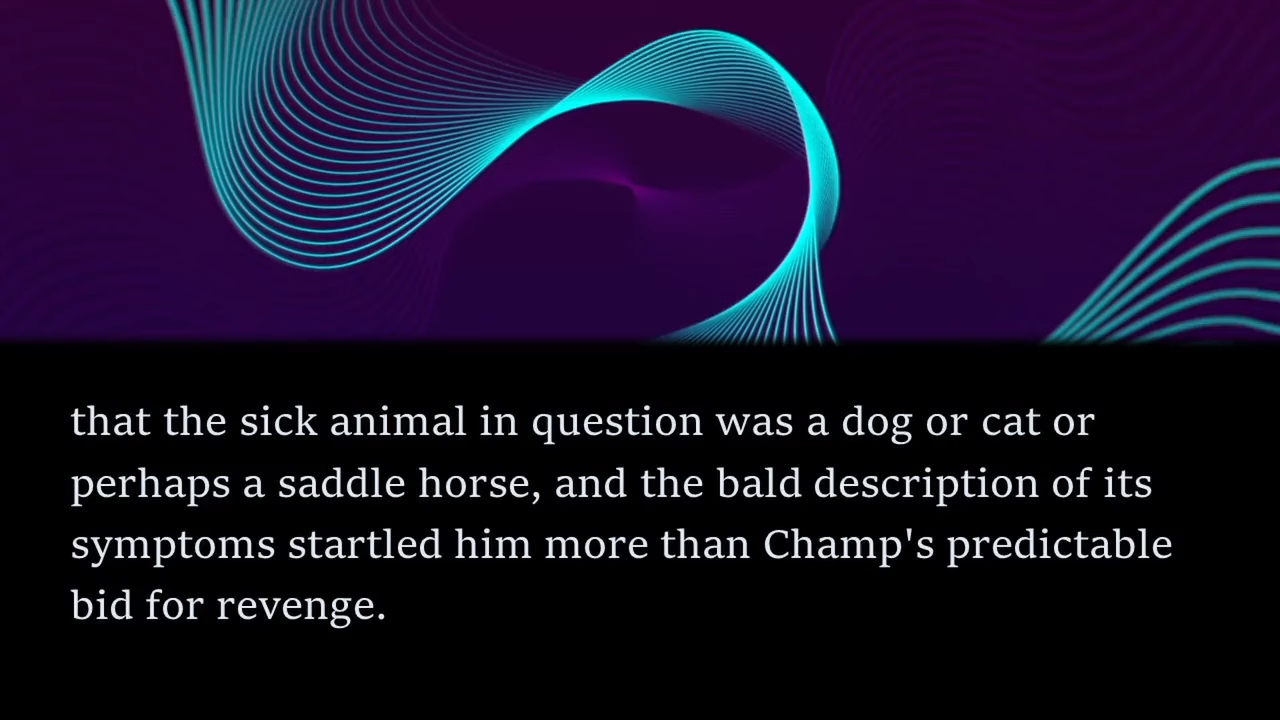 that the sick animal in question was a dog or cat or
perhaps a saddle horse, and the bald description of its
symptoms startled him more than Champ's predictable
bid for revenge.